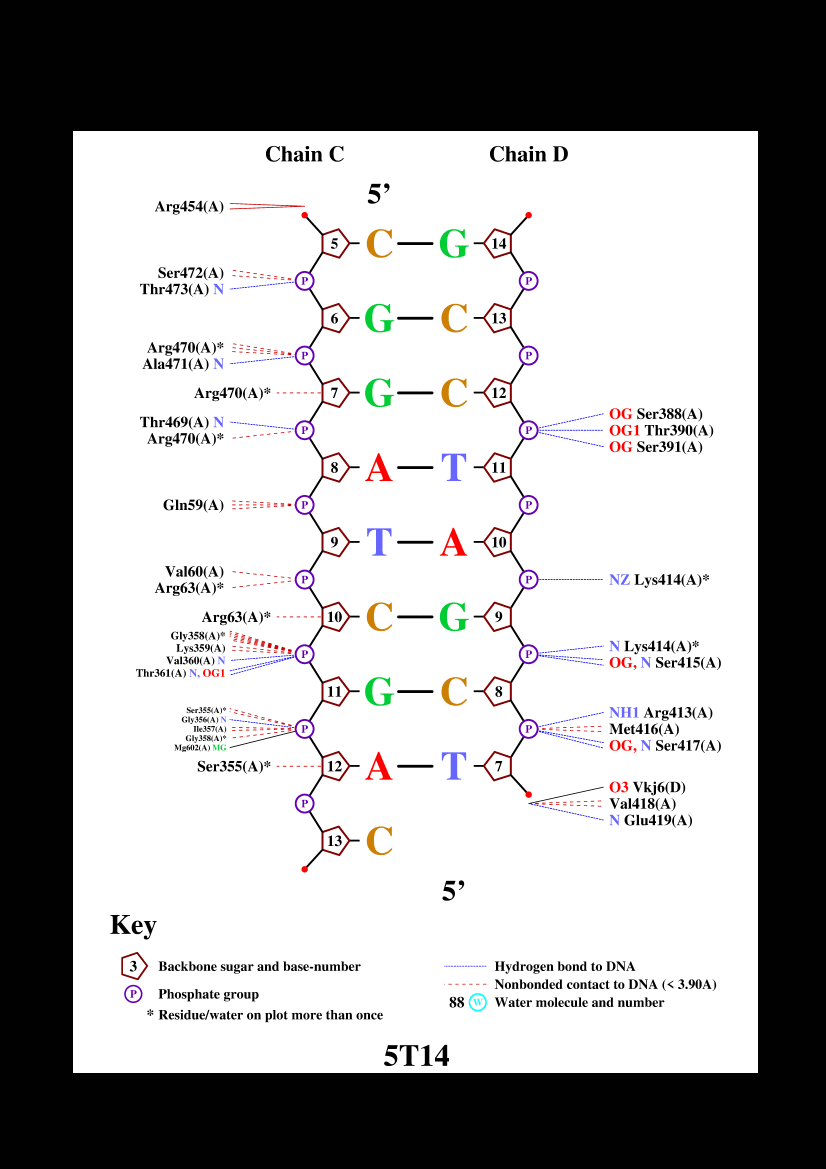 Chain C Chain D
5’
Arg454(A)
5 C G 14
Ser472(A) P P
Thr473(A) N
6 G C 13
Arg470(A)* P P
Ala471(A) N
Arg470(A)* 7 G C 12
OG Ser388(A)
Thr469(A) N P P OG1 Thr390(A)
Arg470(A)* OG Ser391(A)
8 A T 11
Gln59(A) P P
9 T A 10
Val60(A) P P NZ Lys414(A)*
Arg63(A)*
Arg63(A)* 10 C G 9
Gly358(A)*
Lys359(A) P P N Lys414(A)*
Val360(A) N OG, N Ser415(A)
Thr361(A) N, OG1
11 G C 8
Ser355(A)* NH1 Arg413(A)
Gly356(A) N
Ile357(A) P P Met416(A)
Gly358(A)*
Mg602(A) MG OG, N Ser417(A)
Ser355(A)* 12 A T 7
O3 Vkj6(D)
P Val418(A)
N Glu419(A)
13 C
5’
Key
3 Backbone sugar and base-number Hydrogen bond to DNA
Nonbonded contact to DNA (< 3.90A)
P Phosphate group 88 W Water molecule and number
* Residue/water on plot more than once
5T14